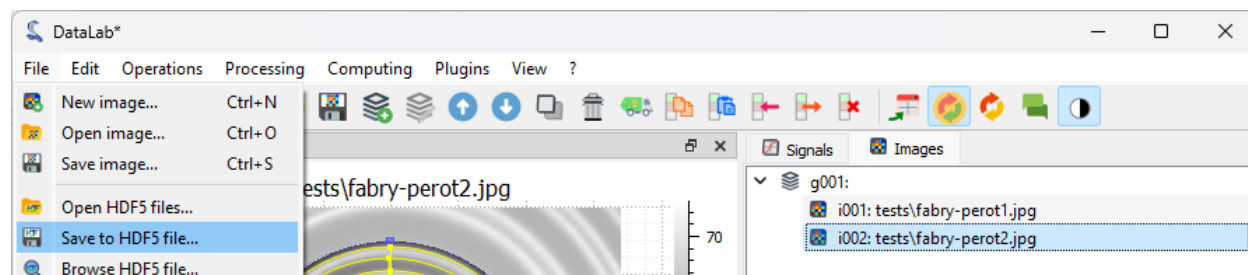 DataLab*
File Edit Operations Processing Computing Plugins View ?
New image... Ctrl+N
Open image... Ctrl+O
Save image... Ctrl+S
Open HDF5 files...
Save to HDF5 file...
Browse HDF5 file...
ests\fabry-perot2.jpg
70
Signals Images
g001:
i001: tests\fabry-perot1.jpg
i002: tests\fabry-perot2.jpg